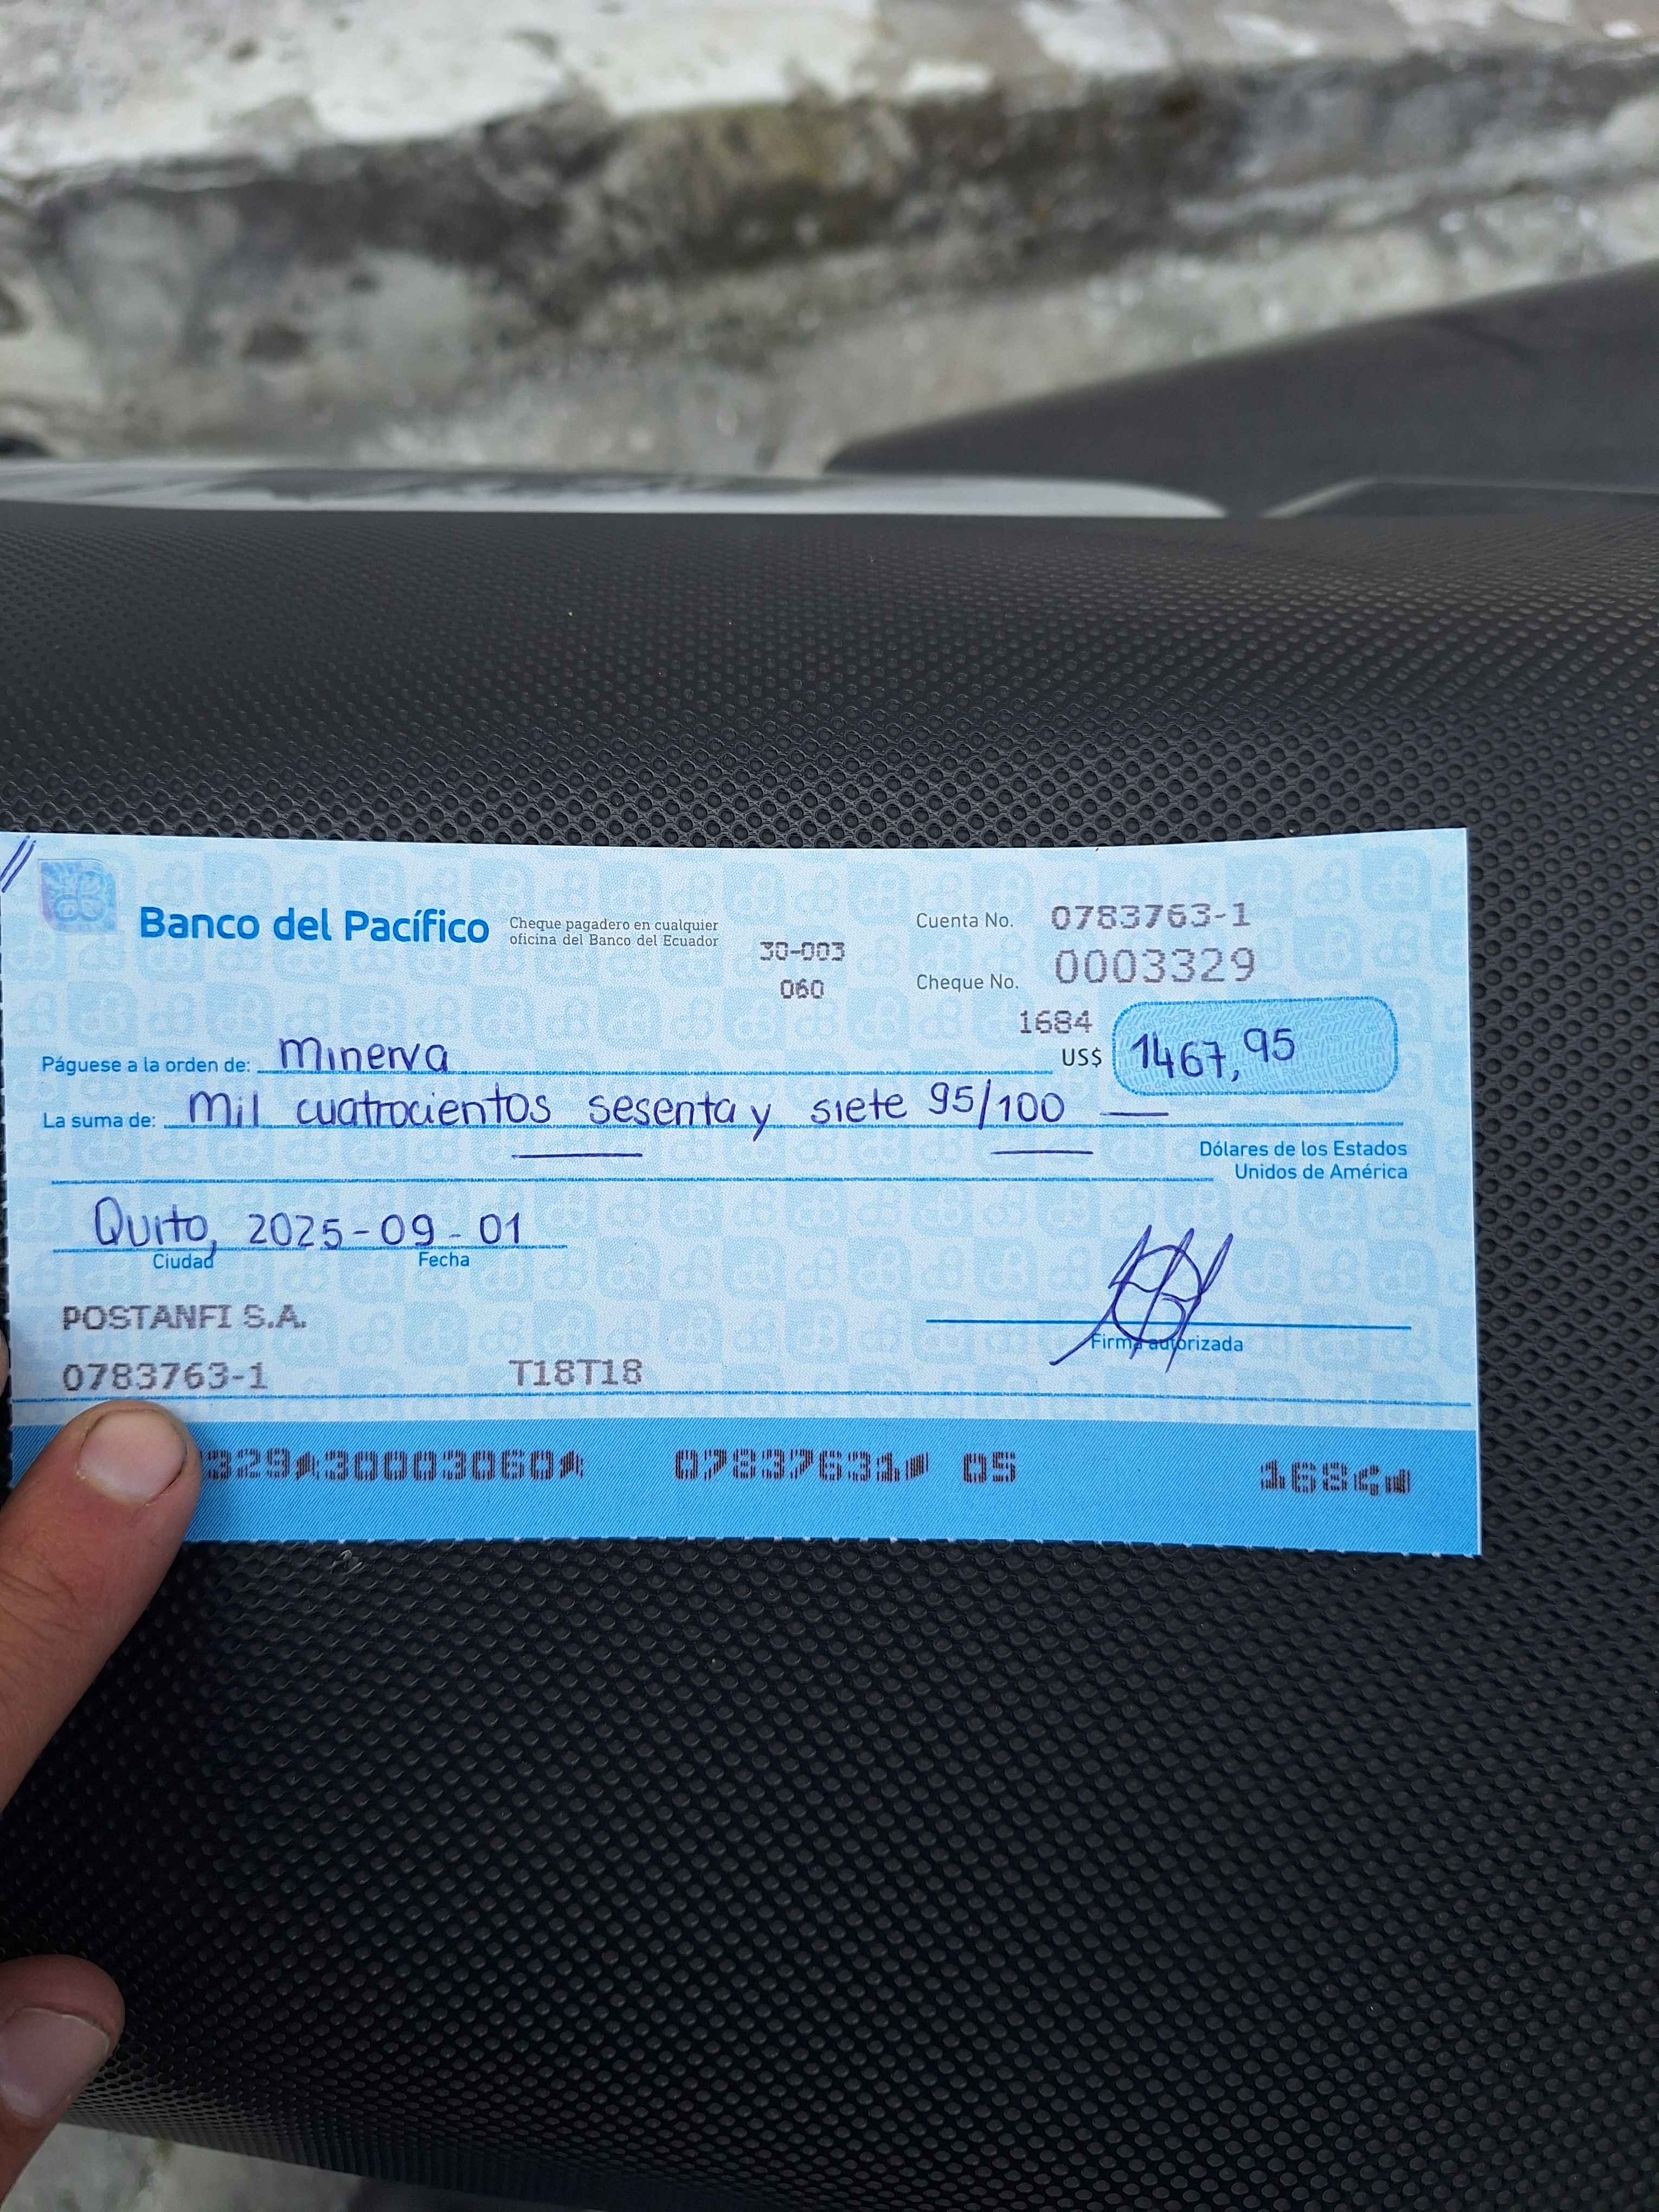 Banco del Pacífico
Cheque pagadero en cualquier
oficina del Banco del Ecuador
30-003
060
Cuenta No. 0783763-1
Cheque No. 0003329
1684
Páguese a la orden de: Minerva US$ 1467,95
La suma de: Mil cuatrocientos sesenta y siete 95/100
Dólares de los Estados
Unidos de América
Quito, 2025-09-01
Ciudad Fecha
Firma autorizada
POSTANFI S.A.
0783763-1 T18T18
329 30003060 07837631 05 1684